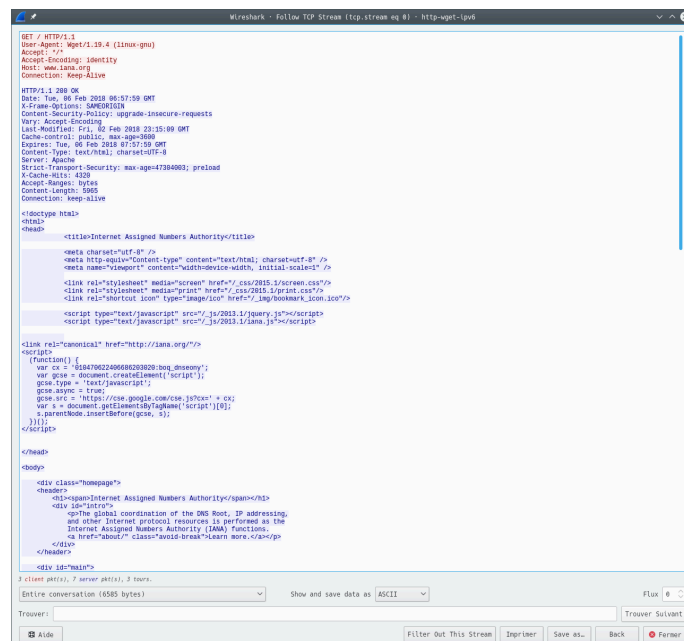 Wireshark · Follow TCP Stream (tcp.stream eq 0) · http-wget-ipv6
GET / HTTP/1.1
User-Agent: Wget/1.19.4 (linux-gnu)
Accept: */*
Accept-Encoding: identity
Host: www.iana.org
Connection: Keep-Alive
HTTP/1.1 200 OK
Date: Tue, 06 Feb 2018 06:57:59 GMT
X-Frame-Options: SAMEORIGIN
Content-Security-Policy: upgrade-insecure-requests
Vary: Accept-Encoding
Last-Modified: Fri, 02 Feb 2018 23:15:09 GMT
Cache-control: public, max-age=3600
Expires: Tue, 06 Feb 2018 07:57:59 GMT
Content-Type: text/html; charset=UTF-8
Server: Apache
Strict-Transport-Security: max-age=47304003; preload
X-Cache-Hits: 4320
Accept-Ranges: bytes
Content-Length: 5965
Connection: keep-alive
<!doctype html>
<html>
<head>
<title>Internet Assigned Numbers Authority</title>
<meta charset="utf-8" />
<meta http-equiv="Content-type" content="text/html; charset=utf-8" />
<meta name="viewport" content="width=device-width, initial-scale=1" />
<link rel="stylesheet" media="screen" href="/_css/2015.1/screen.css"/>
<link rel="stylesheet" media="print" href="/_css/2015.1/print.css"/>
<link rel="shortcut icon" type="image/ico" href="/_img/bookmark_icon.ico"/>
<script type="text/javascript" src="/_js/2013.1/jquery.js"></script>
<script type="text/javascript" src="/_js/2013.1/iana.js"></script>
<link rel="canonical" href="http://iana.org/"/>
<script>
(function() {
var cx = '010470622406686203020:boq_dnseony';
var gcse = document.createElement('script');
gcse.type = 'text/javascript';
gcse.async = true;
gcse.src = 'https://cse.google.com/cse.js?cx=' + cx;
var s = document.getElementsByTagName('script')[0];
s.parentNode.insertBefore(gcse, s);
})();
</script>
</head>
<body>
<div class="homepage">
<header>
<h1><span>Internet Assigned Numbers Authority</span></h1>
<div id="intro">
<p>The global coordination of the DNS Root, IP addressing,
and other Internet protocol resources is performed as the
Internet Assigned Numbers Authority (IANA) functions.
<a href="about/" class="avoid-break">Learn more.</a></p>
</div>
</header>
<div id="main">
3 client pkt(s), 7 server pkt(s), 3 tours.
Entire conversation (6585 bytes) Show and save data as ASCII Flux 0
Trouver: Trouver Suivant
Aide Filter Out This Stream Imprimer Save as… Back Fermer